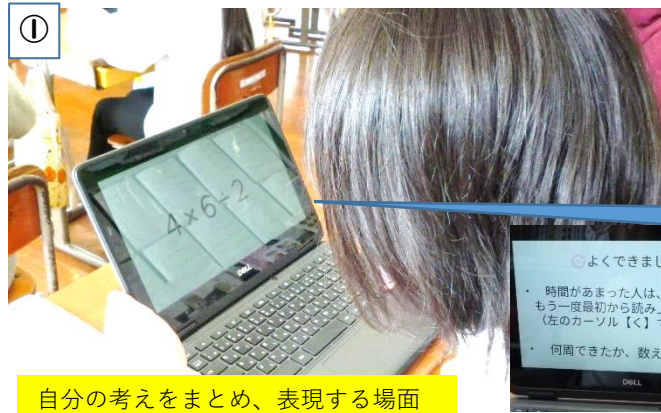 ①
4×6÷2
DELL
よくできまし
・ 時間があまった人は、
もう一度最初から読み
(左のカーソル【く】
・ 何周できたか、数え
DELL
自分の考えをまとめ、表現する場面